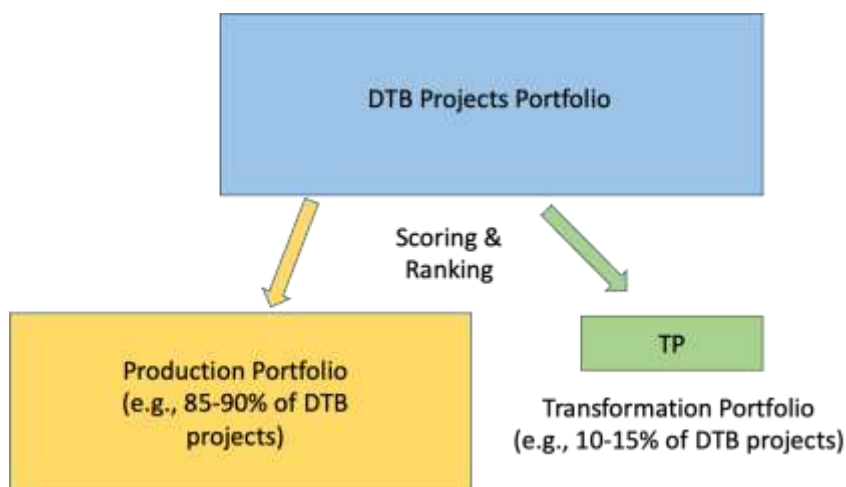 DTB Projects Portfolio
Scoring &
Ranking
Production Portfolio
(e.g., 85-90% of DTB
projects)
TP
Transformation Portfolio
(e.g., 10-15% of DTB projects)